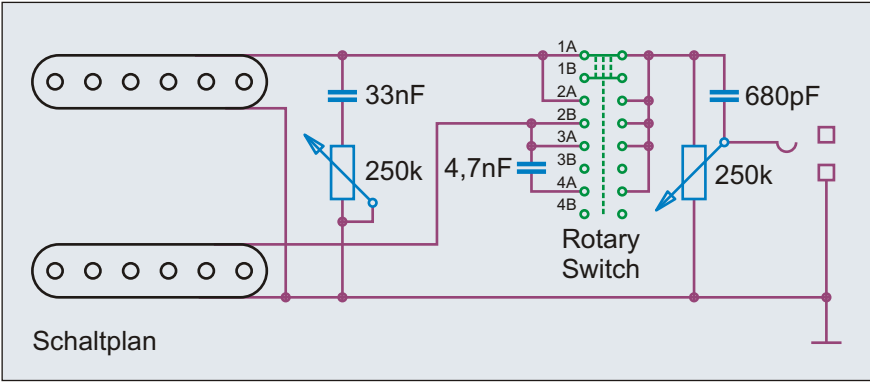 1A
1B
2A
2B
3A
3B
4A
4B
33nF
250k
4,7nF
680pF
250k
Rotary
Switch
Schaltplan